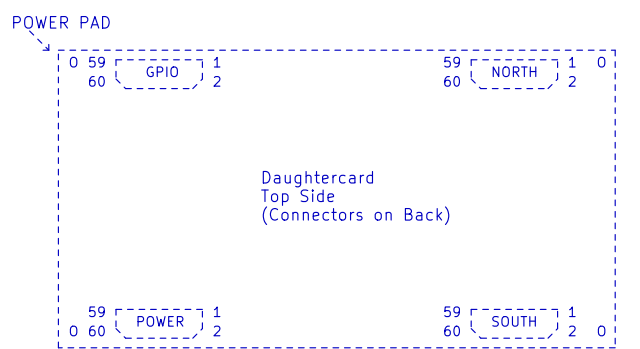 POWER PAD
O 59 GPIO 1
60 2
59 NORTH 1 O
60 2
Daughtercard
Top Side
(Connectors on Back)
59 POWER 1
O 60 2
59 SOUTH 1
60 2 O